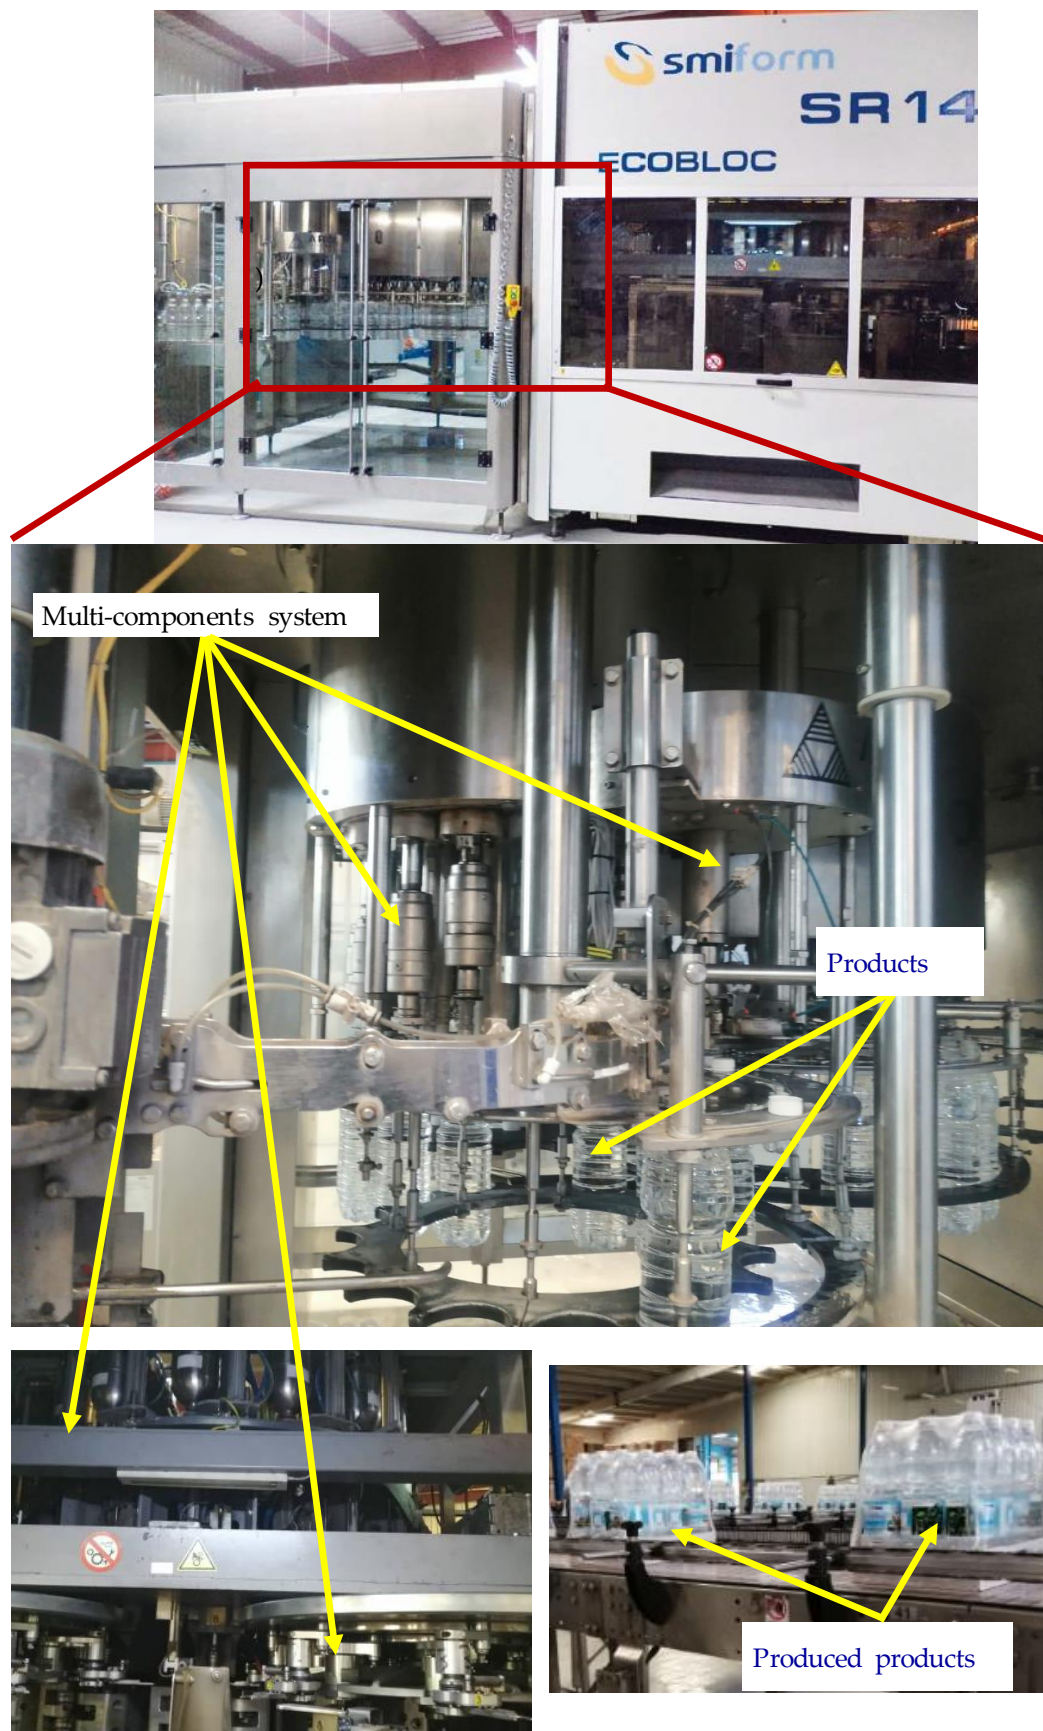 smiform
SR 14
ECOBLOC
)
Multi-components system
Products
Produced products